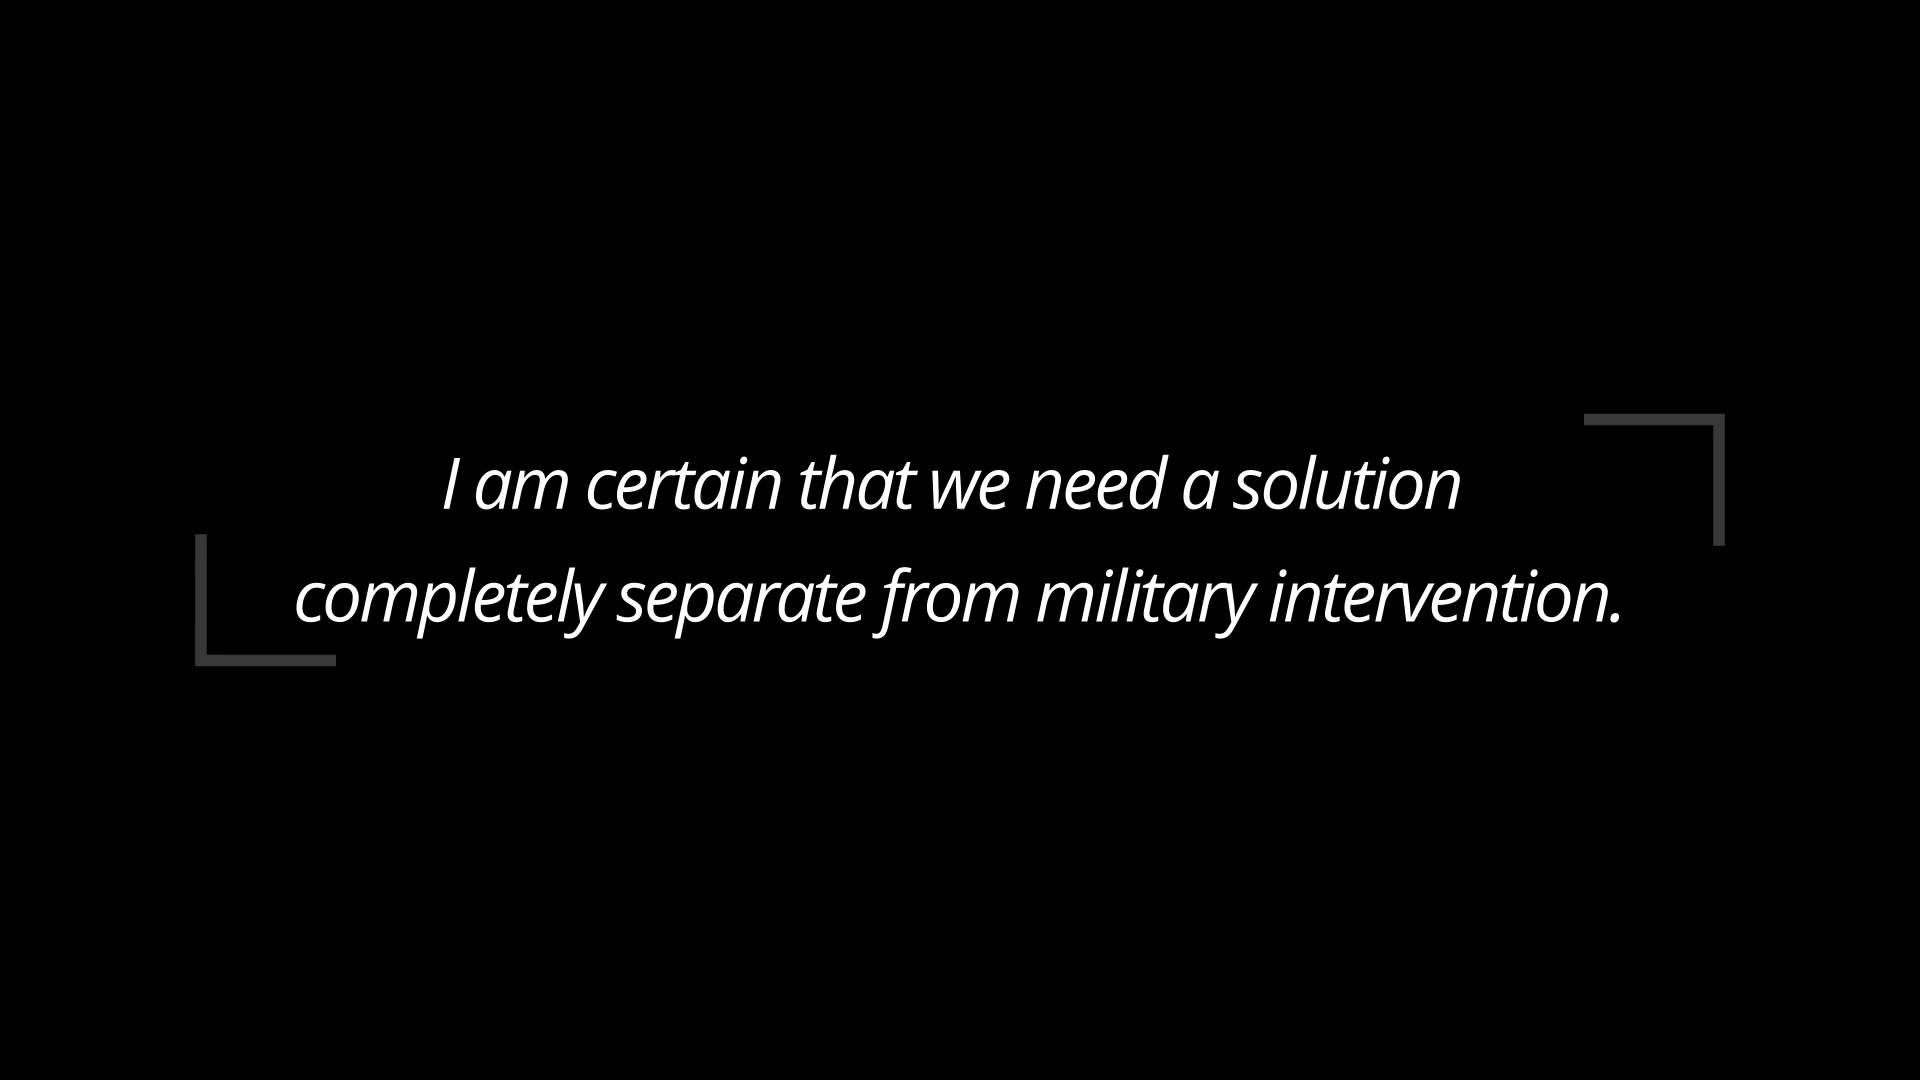 I am certain that we need a solution
completely separate from military intervention.